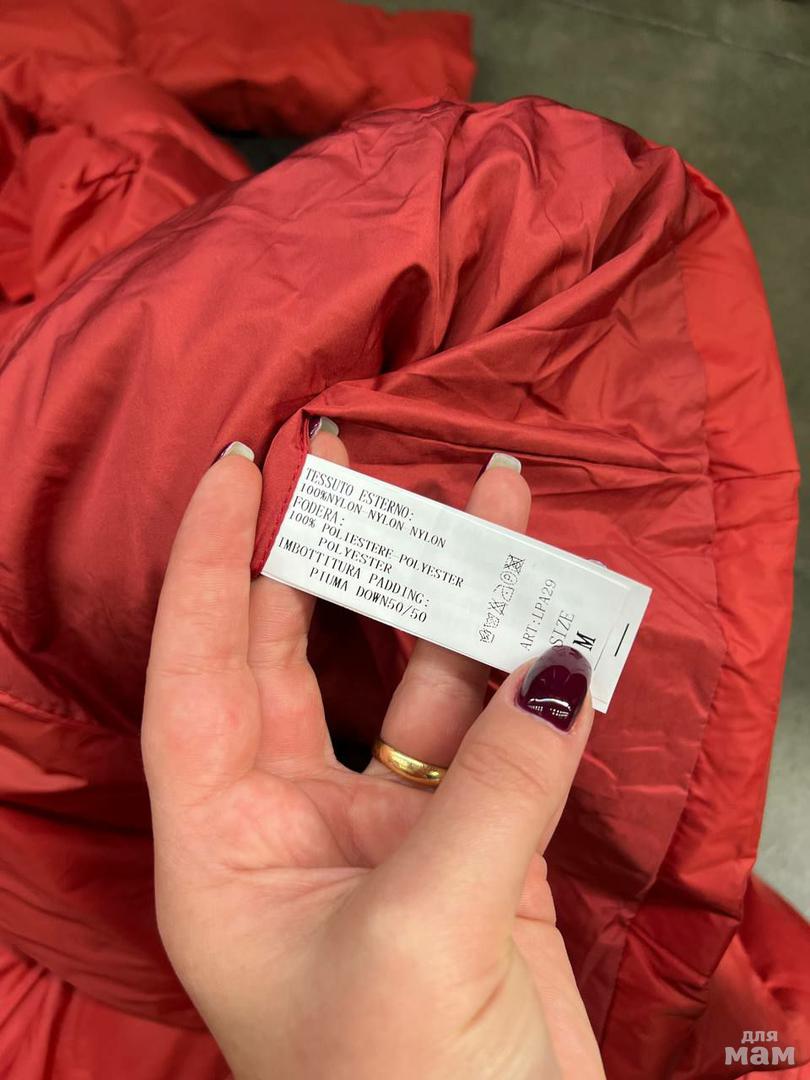 TESSUTO ESTERNO:
100%NYLON NYLON NYLON
FODERA:
100% POLIESTERE POLYESTER
POLYESTER
IMBOTTITURA PADDING:
PIUMA DOWN50/50
ART:LPA29
SIZE
M
для
мам